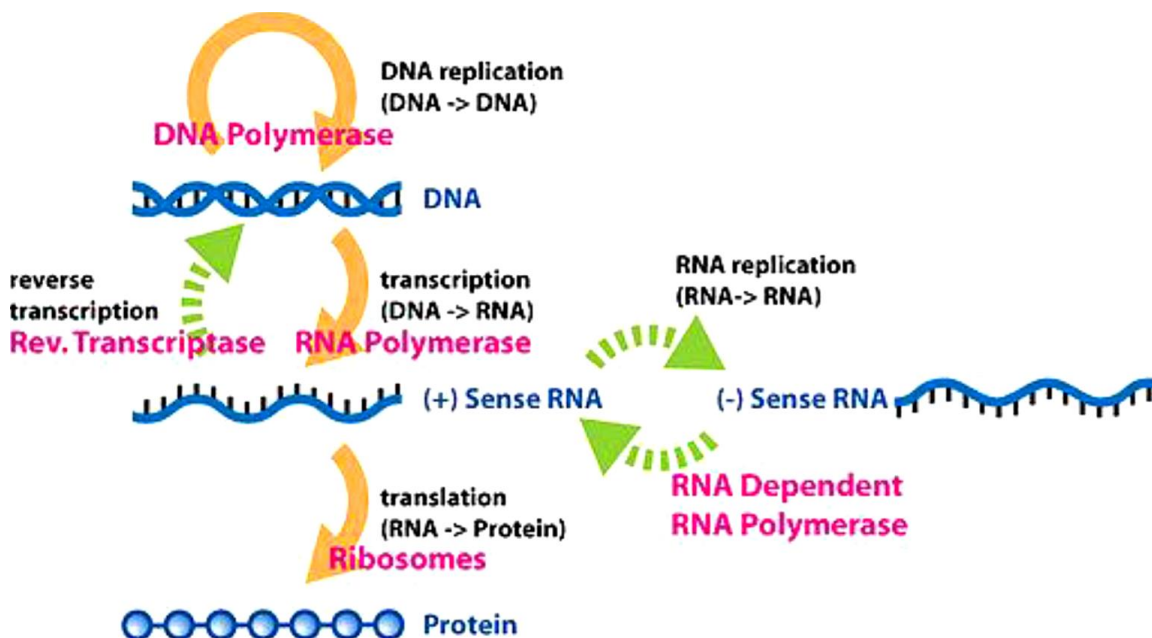 DNA replication
(DNA -> DNA)
DNA Polymerase
DNA
reverse
transcription
Rev. Transcriptase
transcription
(DNA -> RNA)
RNA Polymerase
RNA replication
(RNA-> RNA)
(+) Sense RNA
(-) Sense RNA
RNA Dependent
RNA Polymerase
translation
(RNA -> Protein)
Ribosomes
Protein